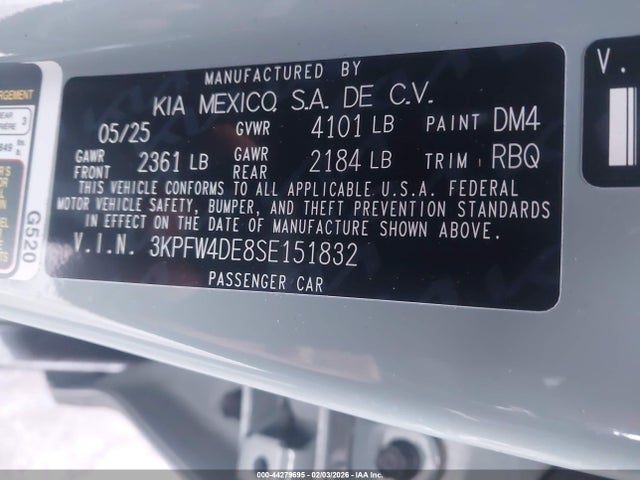 MANUFACTURED BY
KIA MEXICO, S.A. DE C.V.
05/25 GVWR 4101 LB PAINT DM4
GAWR FRONT 2361 LB GAWR REAR 2184 LB TRIM : RBQ
THIS VEHICLE CONFORMS TO ALL APPLICABLE U.S.A. FEDERAL
MOTOR VEHICLE SAFETY, BUMPER, AND THEFT PREVENTION STANDARDS
IN EFFECT ON THE DATE OF MANUFACTURE SHOWN ABOVE.
V.I.N. 3KPFW4DE8SE151832
PASSENGER CAR
G520
V.
000-44279695 - 02/03/2026 - IAA Inc.